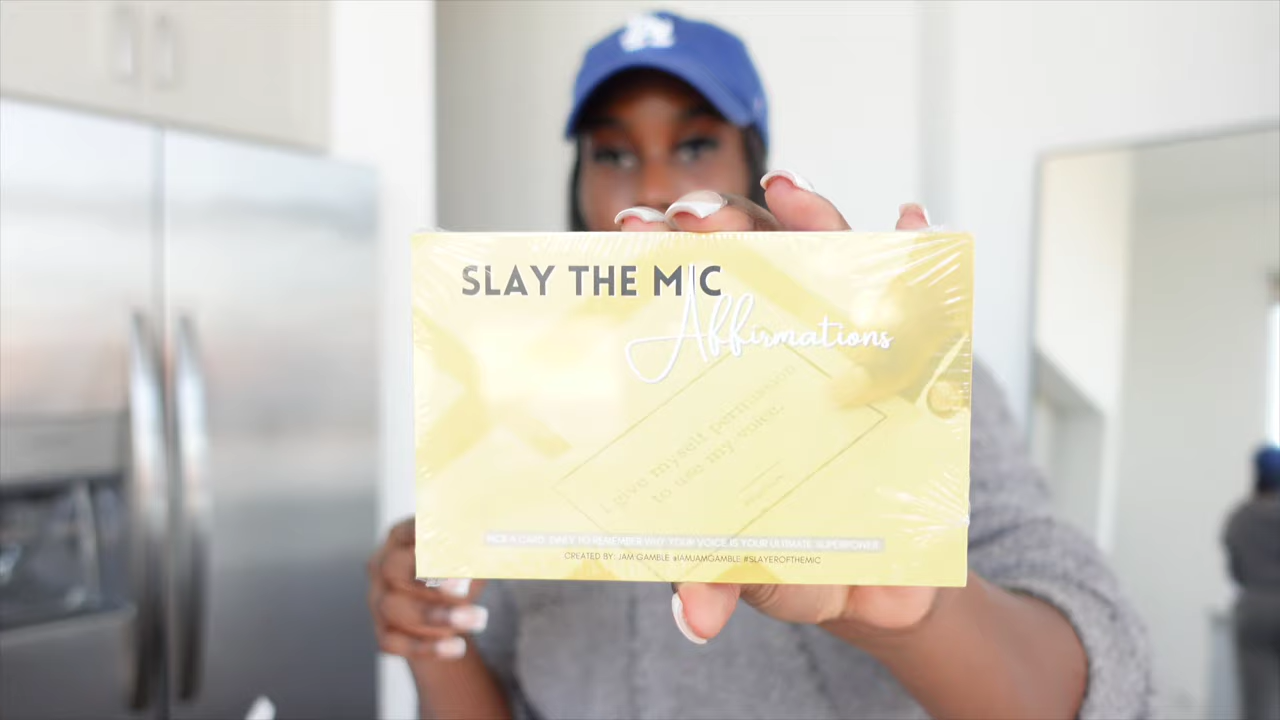 LA
SLAY THE MIC
Affirmations
I give myself permission
to use my voice.
PICK A CARD, DAILY TO REMEMBER WHY YOUR VOICE IS YOUR ULTIMATE SUPERPOWER
CREATED BY: JAM GAMBLE @IAMJAMGAMBLE #SLAYEROFTHEMIC